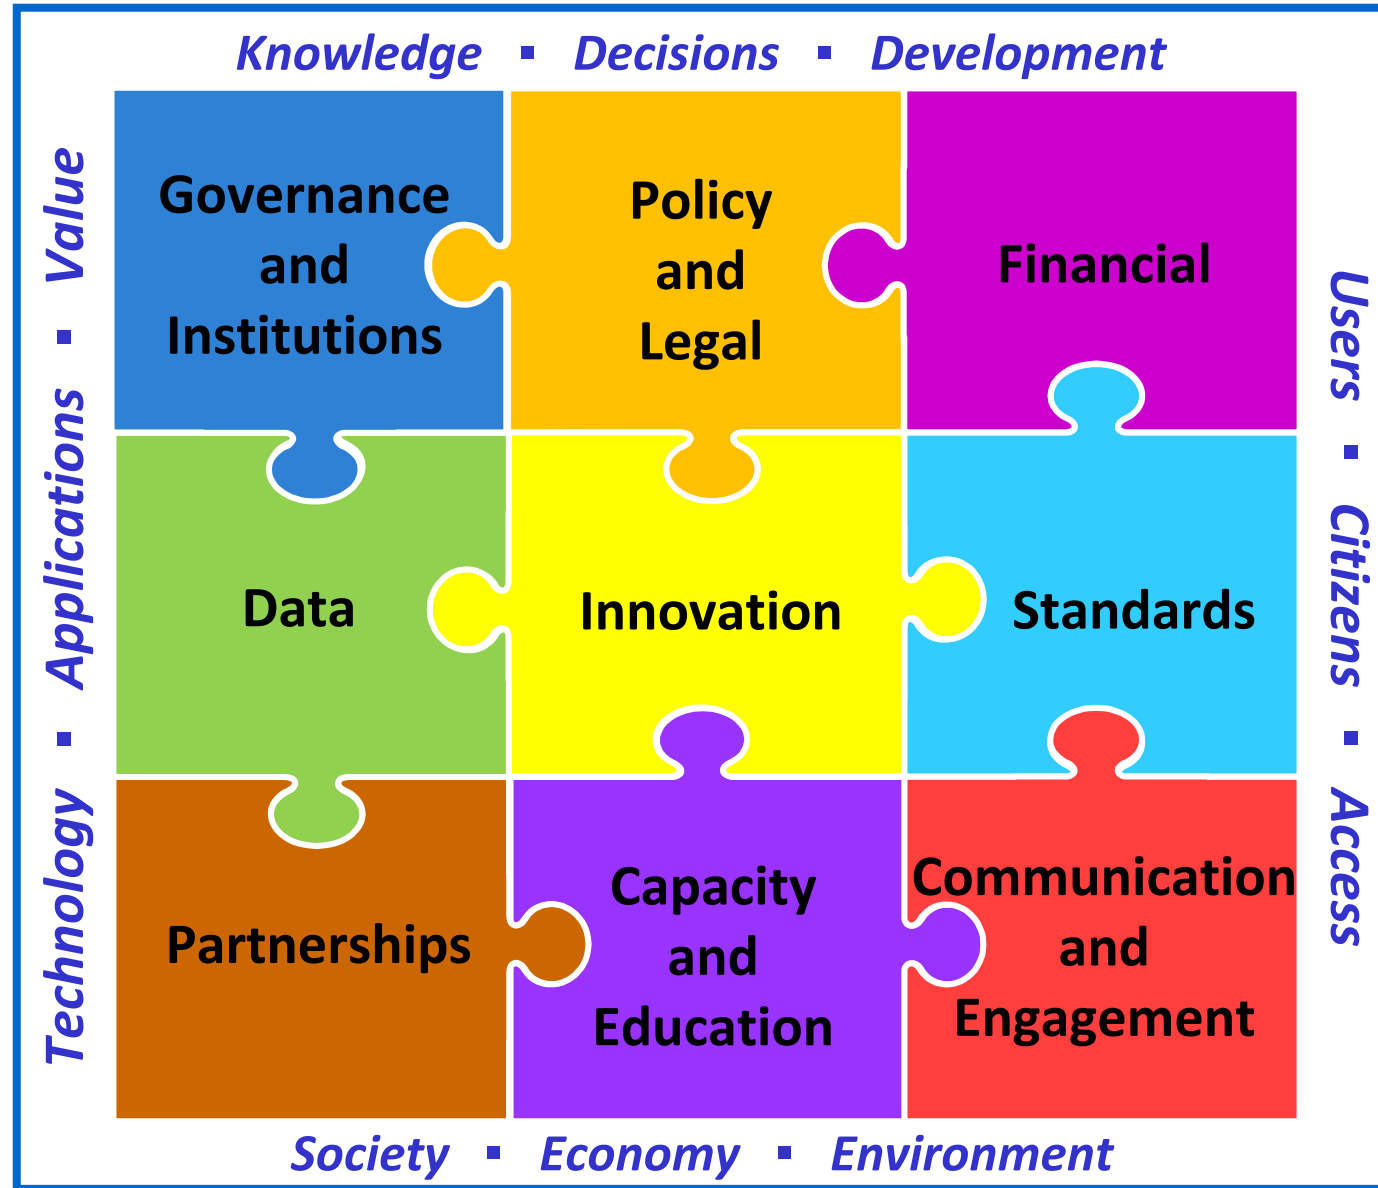 Knowledge ▪ Decisions ▪ Development
Technology ▪ Applications ▪ Value
Governance
and
Institutions
Policy
and
Legal
Financial
Data
Innovation
Standards
Partnerships
Capacity
and
Education
Communication
and
Engagement
Users ▪ Citizens ▪ Access
Society ▪ Economy ▪ Environment